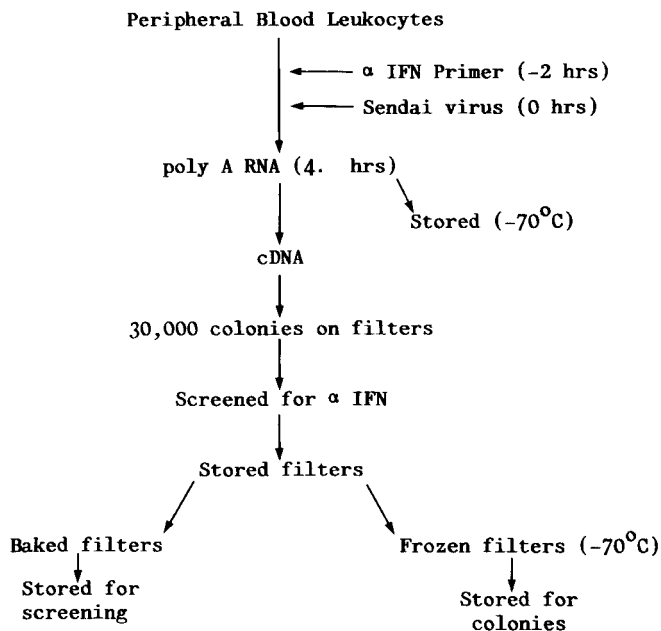 Peripheral Blood Leukocytes
α IFN Primer (-2 hrs)
Sendai virus (0 hrs)
poly A RNA (4. hrs)
Stored (-70°C)
cDNA
30,000 colonies on filters
Screened for α IFN
Stored filters
Baked filters
Frozen filters (-70°C)
Stored for
screening
Stored for
colonies